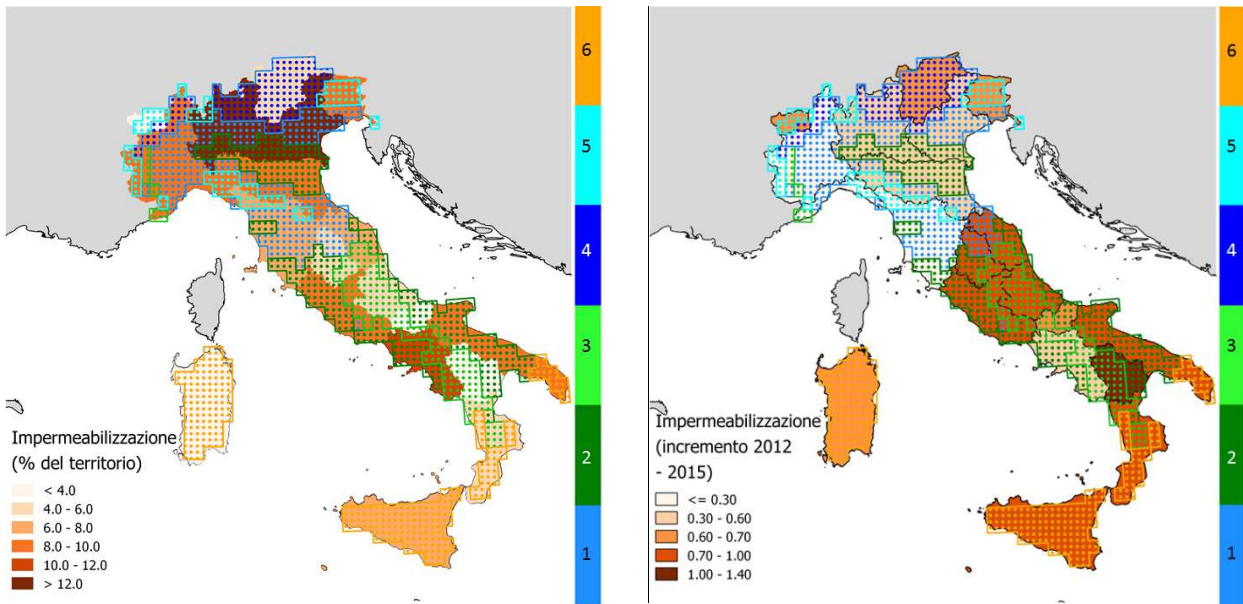 6
5
4
3
2
1
Impermeabilizzazione
(% del territorio)
< 4.0
4.0 - 6.0
6.0 - 8.0
8.0 - 10.0
10.0 - 12.0
> 12.0
6
5
4
3
2
1
Impermeabilizzazione
(incremento 2012
- 2015)
<= 0.30
0.30 - 0.60
0.60 - 0.70
0.70 - 1.00
1.00 - 1.40